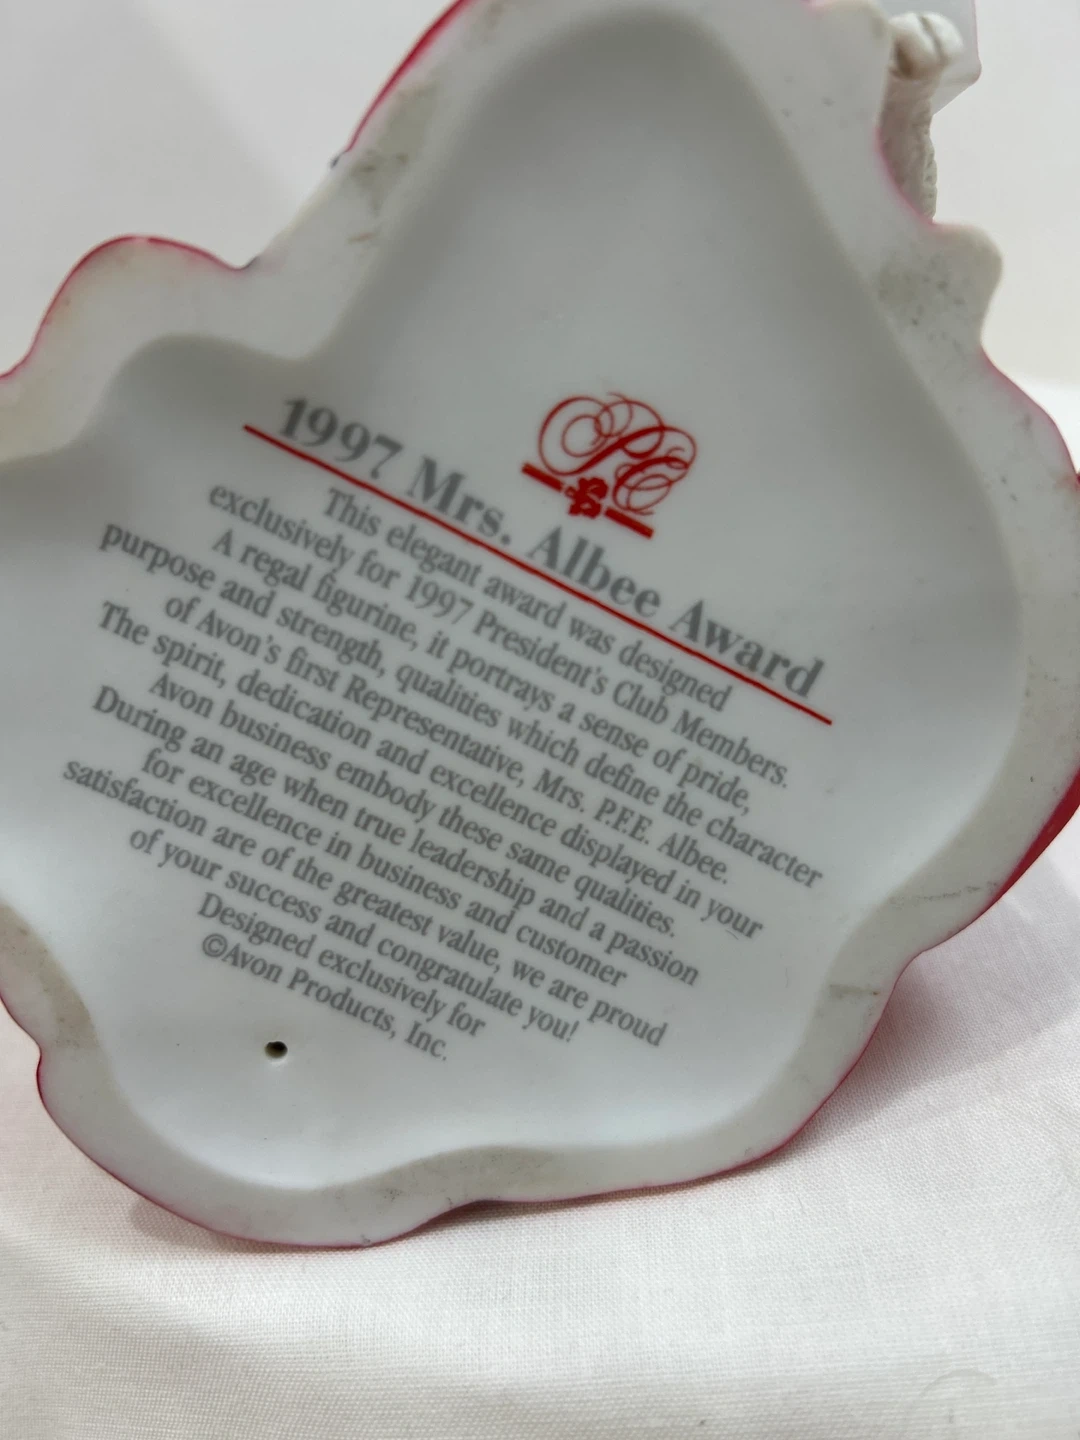 PC
1997 Mrs. Albee Award
This elegant award was designed
exclusively for 1997 President's Club Members.
A regal figurine, it portrays a sense of pride,
purpose and strength, qualities which define the character
of Avon's first Representative, Mrs. P.F.E. Albee.
The spirit, dedication and excellence displayed in your
Avon business embody these same qualities.
During an age when true leadership and a passion
for excellence in business and customer
satisfaction are of the greatest value, we are proud
of your success and congratulate you!
Designed exclusively for
©Avon Products, Inc.